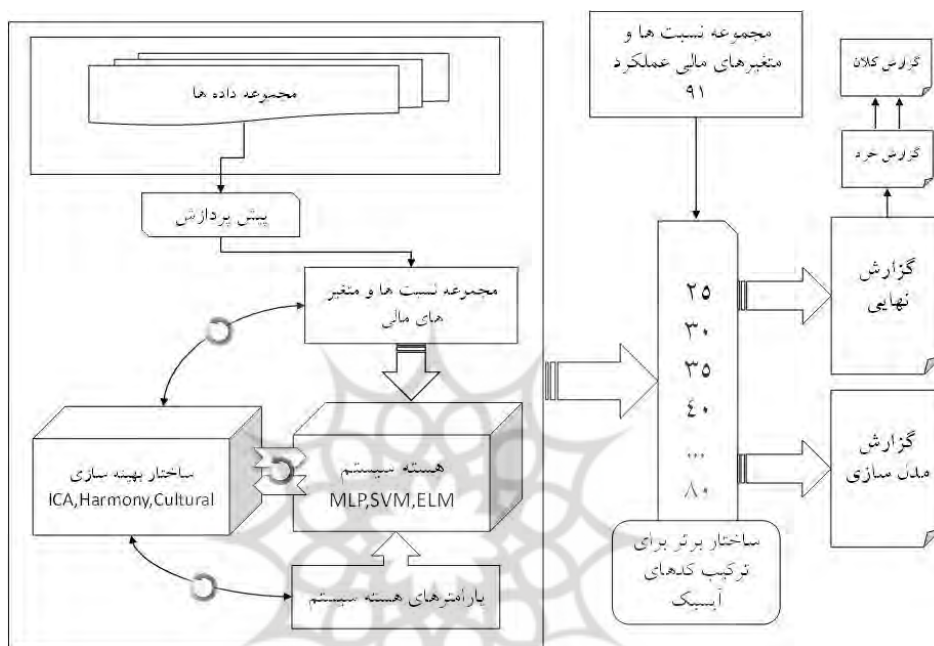 مجموعه داده ها
پیش پردازش
مجموعه نسبت ها و متغیر
های مالی
ساختار بهینه سازی
ICA,Harmony,Cultural
هسته سیستم
MLP,SVM,ELM
پارامترهای هسته سیستم
مجموعه نسبت ها و
متغیرهای مالی عملکرد
۹۱
۲۵
۳۰
۳۵
۴۰
...
۸۰
ساختار برتر برای
ترکیب کدهای
آیسیک
گزارش کلان
گزارش خرد
گزارش
نهایی
گزارش
مدل سازی